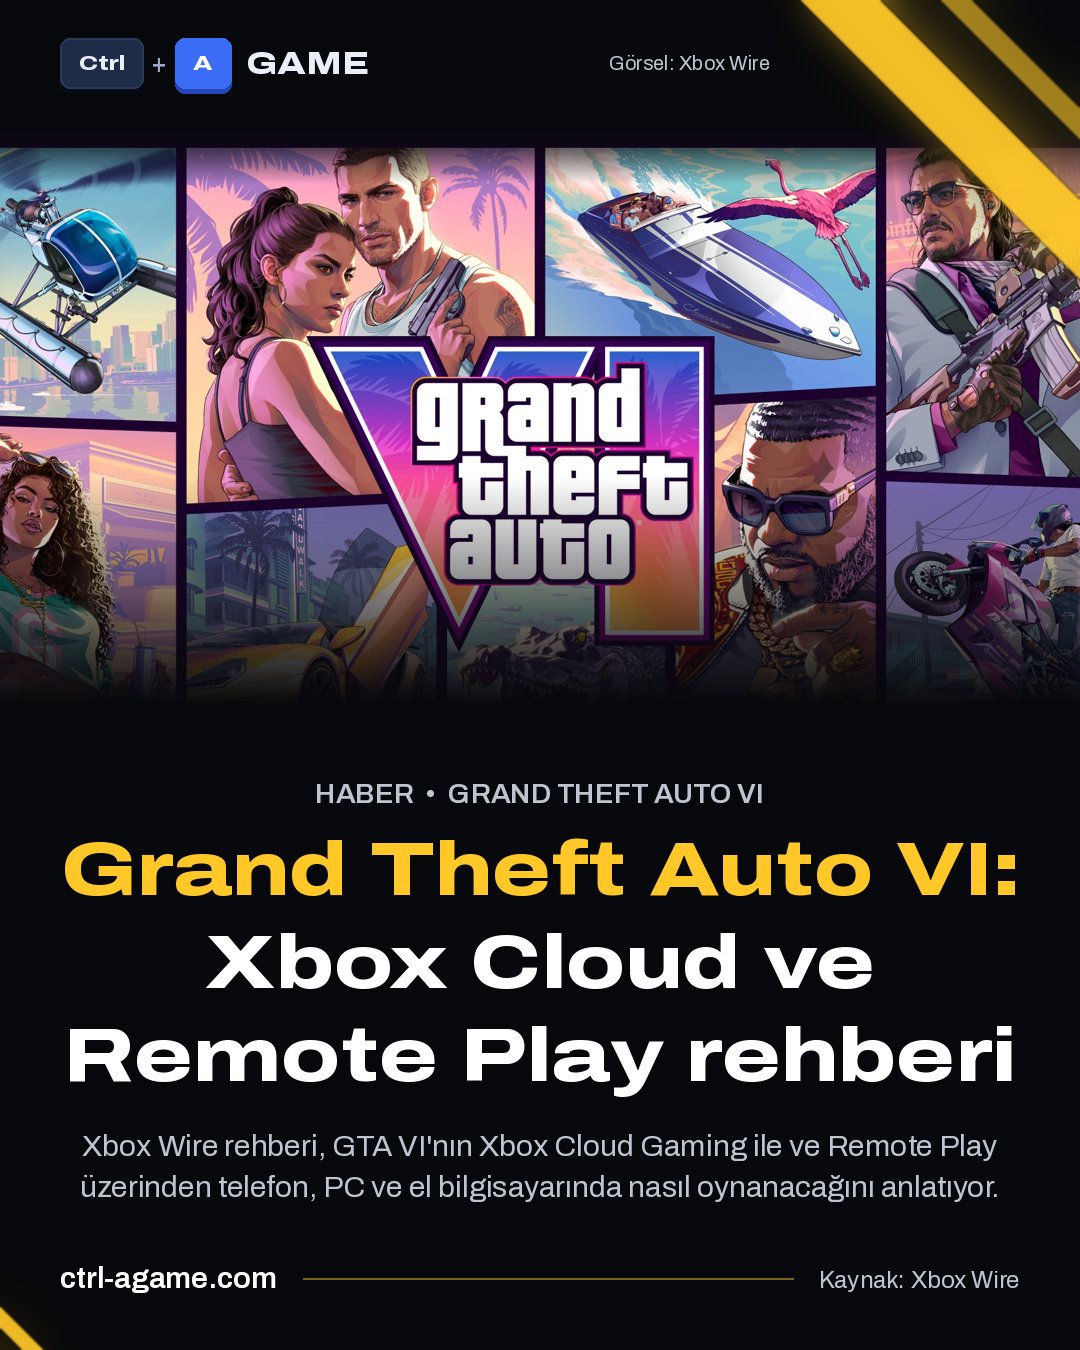 Ctrl + A GAME
Görsel: Xbox Wire
grand
theft
auto
HABER • GRAND THEFT AUTO VI
Grand Theft Auto VI:
Xbox Cloud ve
Remote Play rehberi
Xbox Wire rehberi, GTA VI'nın Xbox Cloud Gaming ile ve Remote Play
üzerinden telefon, PC ve el bilgisayarında nasıl oynanacağını anlatıyor.
ctrl-agame.com
Kaynak: Xbox Wire